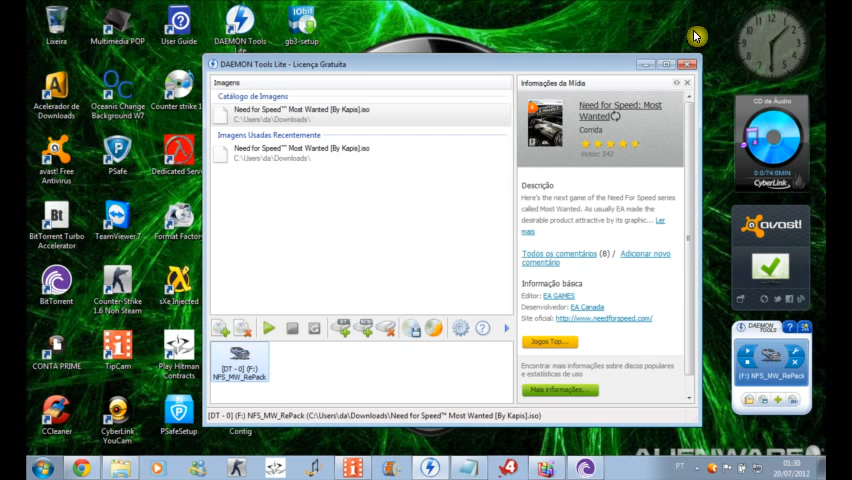 Lixeira
Multimedia POP
User Guide
DAEMON Tools
Lite
gb3-setup
Acelerador de
Downloads
Oceanis Change
Background W7
Counter strike 1
avast! Free
Antivirus
PSafe
Dedicated Serve
BitTorrent Turbo
Accelerator
TeamViewer 7
Format Factory
BitTorrent
Counter-Strike
1.6 Non Steam
sXe Injected
CONTA PRIME
TipCam
Play Hitman
Contracts
CCleaner
CyberLink
YouCam
PSafeSetup
Config
DAEMON Tools Lite - Licença Gratuita
Imagens
Catálogo de Imagens
Need for Speed™ Most Wanted [By Kapis].iso
C:\Users\da\Downloads\
Imagens Usadas Recentemente
Need for Speed™ Most Wanted [By Kapis].iso
C:\Users\da\Downloads\
[DT - 0] (F:)
NFS_MW_RePack
[DT - 0] (F:) NFS_MW_RePack (C:\Users\da\Downloads\Need for Speed™ Most Wanted [By Kapis].iso)
Informações da Mídia
Need for Speed: Most
Wanted
Corrida
Votos: 542
Descrição
Here's the next game of the Need For Speed series
called Most Wanted. As usually EA made the
desirable product attractive by its graphic... Ler
mais
Todos os comentários (8) / Adicionar novo
comentário
Informação básica
Editor: EA GAMES
Desenvolvedor: EA Canada
Site oficial: http://www.needforspeed.com/
Jogos Top...
Encontrar mais informações sobre discos populares
e estatísticas de uso
Mais informações...
CD de Áudio
0:0/74:0MIN
CyberLink
avast!
DAEMON
TOOLS
(F:) NFS_MW_RePack
ALIENWARE
PT
01:30
20/07/2012